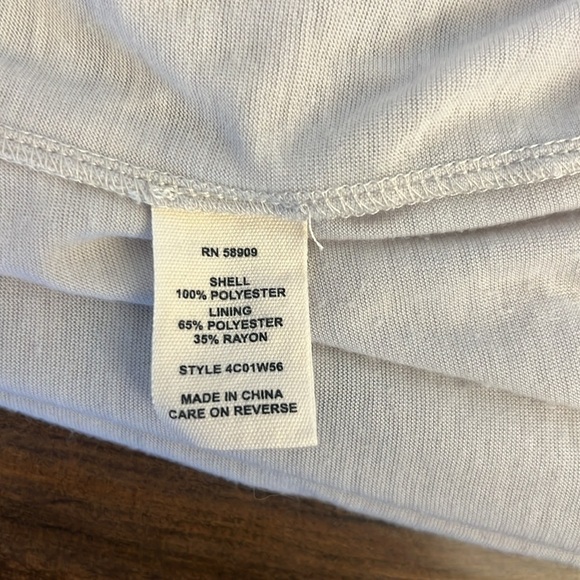 RN 58909
SHELL
100% POLYESTER
LINING
65% POLYESTER
35% RAYON
STYLE 4C01W56
MADE IN CHINA
CARE ON REVERSE